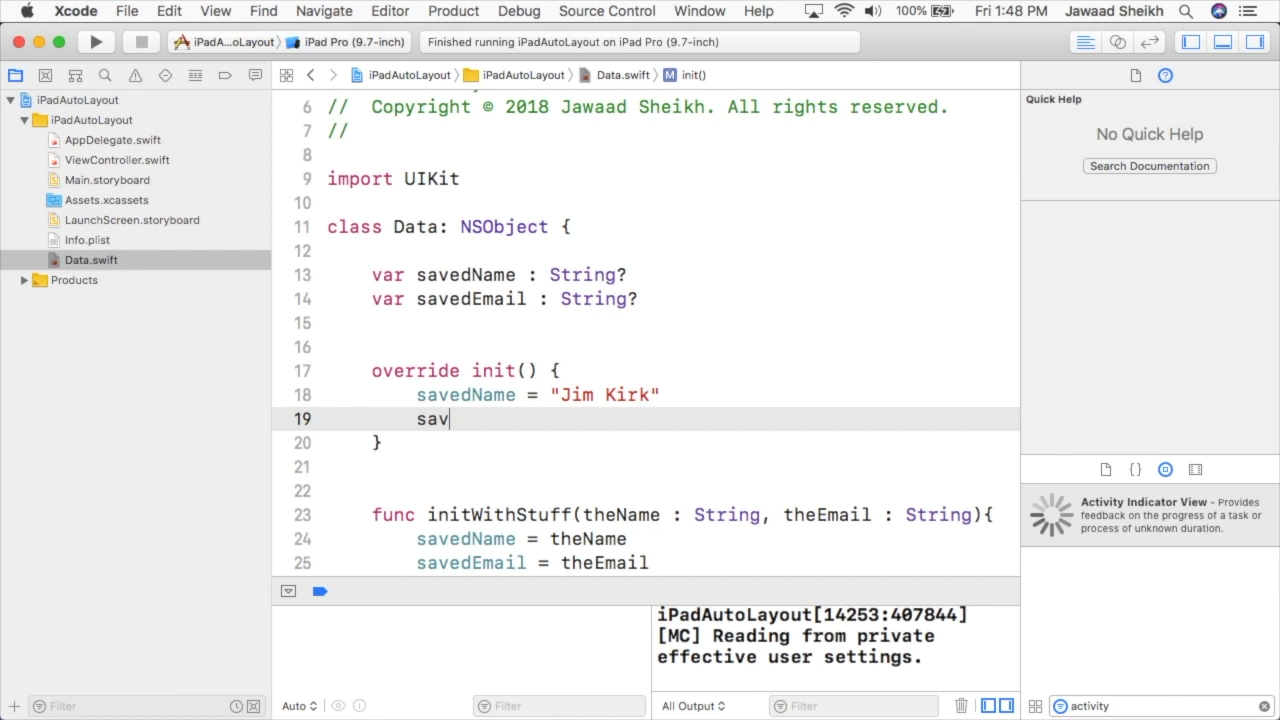 Xcode File Edit View Find Navigate Editor Product Debug Source Control Window Help 100% Fri 1:48 PM Jawaad Sheikh
iPadA...oLayout iPad Pro (9.7-inch) Finished running iPadAutoLayout on iPad Pro (9.7-inch)
iPadAutoLayout iPadAutoLayout Data.swift M init()
iPadAutoLayout
iPadAutoLayout
AppDelegate.swift
ViewController.swift
Main.storyboard
Assets.xcassets
LaunchScreen.storyboard
Info.plist
Data.swift
Products
6 // Copyright © 2018 Jawaad Sheikh. All rights reserved.
7 //
8
9 import UIKit
10
11 class Data: NSObject {
12
13 var savedName : String?
14 var savedEmail : String?
15
16
17 override init() {
18 savedName = "Jim Kirk"
19 sav
20 }
21
22
23 func initWithStuff(theName : String, theEmail : String){
24 savedName = theName
25 savedEmail = theEmail
Quick Help
No Quick Help
Search Documentation
{}
Activity Indicator View - Provides
feedback on the progress of a task or
process of unknown duration.
iPadAutoLayout[14253:407844]
[MC] Reading from private
effective user settings.
Filter Auto Filter All Output Filter activity